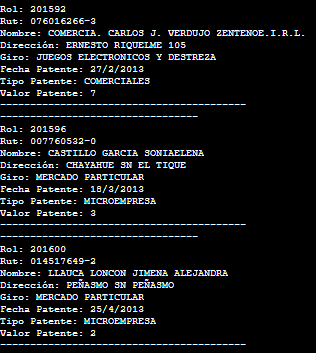 Rol: 201592
Rut: 076016266-3
Nombre: COMERCIA. CARLOS J. VERDUJO ZENTENOE.I.R.L.
Dirección: ERNESTO RIQUELME 105
Giro: JUEGOS ELECTRONICOS Y DESTREZA
Fecha Patente: 27/2/2013
Tipo Patente: COMERCIALES
Valor Patente: 7
-----------------------------------------
---------------------------------
Rol: 201596
Rut: 007760532-0
Nombre: CASTILLO GARCIA SONIAELENA
Dirección: CHAYAHUE SN EL TIQUE
Giro: MERCADO PARTICULAR
Fecha Patente: 18/3/2013
Tipo Patente: MICROEMPRESA
Valor Patente: 3
-----------------------------------------
---------------------------------
Rol: 201600
Rut: 014517649-2
Nombre: LLAUCA LONCON JIMENA ALEJANDRA
Dirección: PEÑASMO SN PEÑASMO
Giro: MERCADO PARTICULAR
Fecha Patente: 25/4/2013
Tipo Patente: MICROEMPRESA
Valor Patente: 2
-----------------------------------------